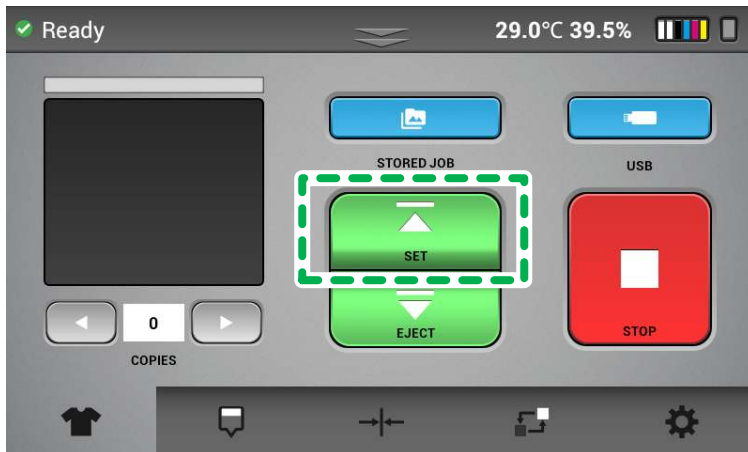 Ready
29.0℃ 39.5%
STORED JOB
USB
SET
EJECT
STOP
0
COPIES